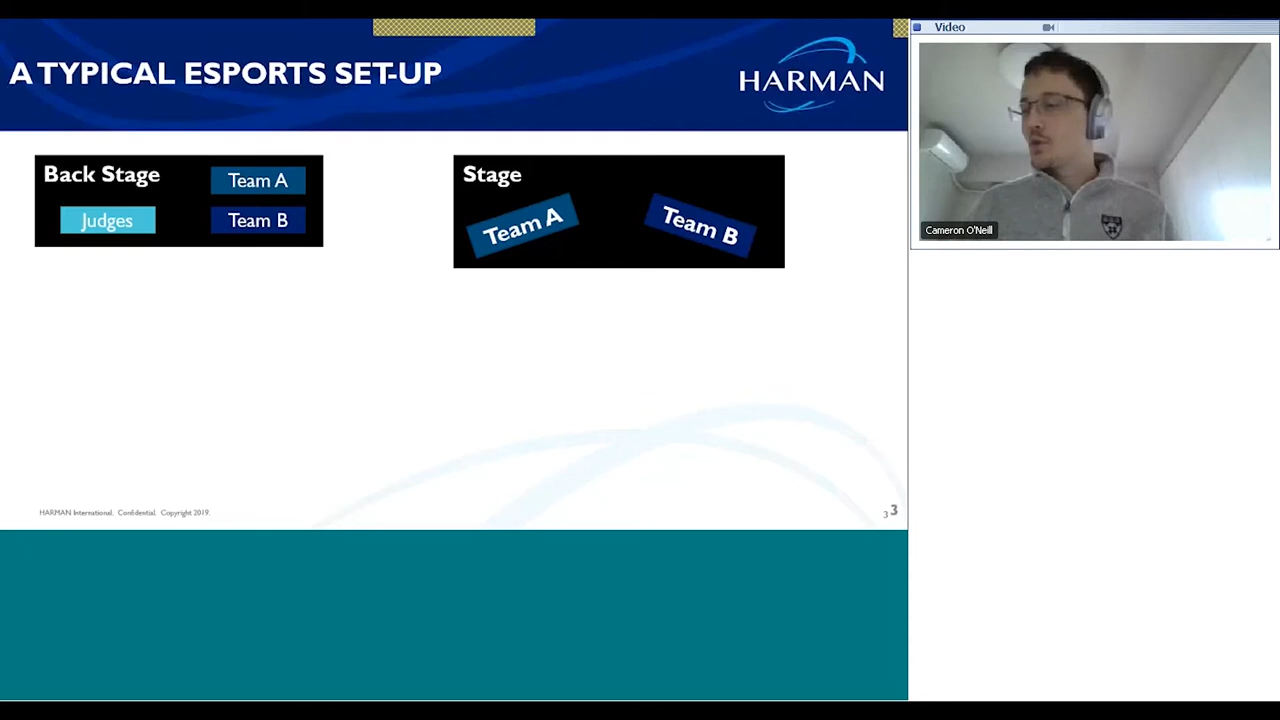 A TYPICAL ESPORTS SET-UP
HARMAN
Video
Cameron O'Neill
Back Stage
Team A
Judges
Team B
Stage
Team A
Team B
HARMAN International. Confidential. Copyright 2019.
3
3